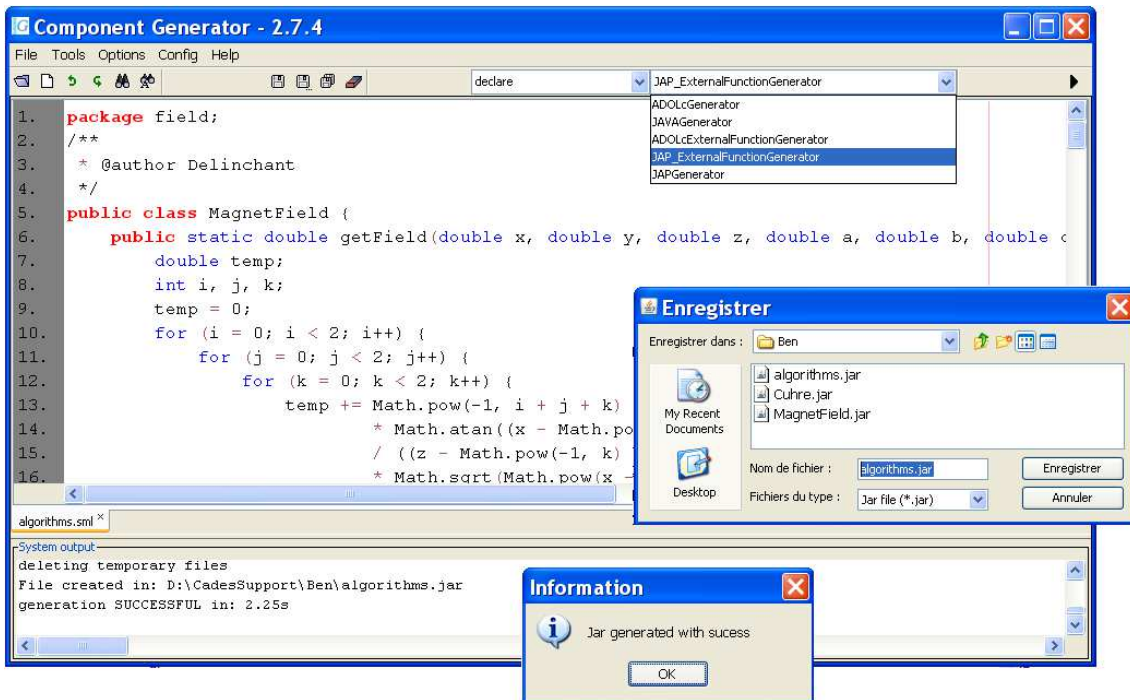 Component Generator - 2.7.4
File Tools Options Config Help
declare
JAP_ExternalFunctionGenerator
ADOLcGenerator
JAVAGenerator
ADOLcExternalFunctionGenerator
JAP_ExternalFunctionGenerator
JAPGenerator
1. package field;
2. /**
3. * @author Delinchant
4. */
5. public class MagnetField {
6. public static double getField(double x, double y, double z, double a, double b, double c
7. double temp;
8. int i, j, k;
9. temp = 0;
10. for (i = 0; i < 2; i++) {
11. for (j = 0; j < 2; j++) {
12. for (k = 0; k < 2; k++) {
13. temp += Math.pow(-1, i + j + k)
14. * Math.atan((x - Math.po
15. / ((z - Math.pow(-1, k)
16. * Math.sqrt(Math.pow(x -
algorithms.sml ×
System output
deleting temporary files
File created in: D:\CadesSupport\Ben\algorithms.jar
generation SUCCESSFUL in: 2.25s
Enregistrer
Enregistrer dans :
Ben
My Recent Documents
Desktop
algorithms.jar
Cuhre.jar
MagnetField.jar
Nom de fichier :
algorithms.jar
Enregistrer
Fichiers du type :
Jar file (*.jar)
Annuler
Information
Jar generated with sucess
OK